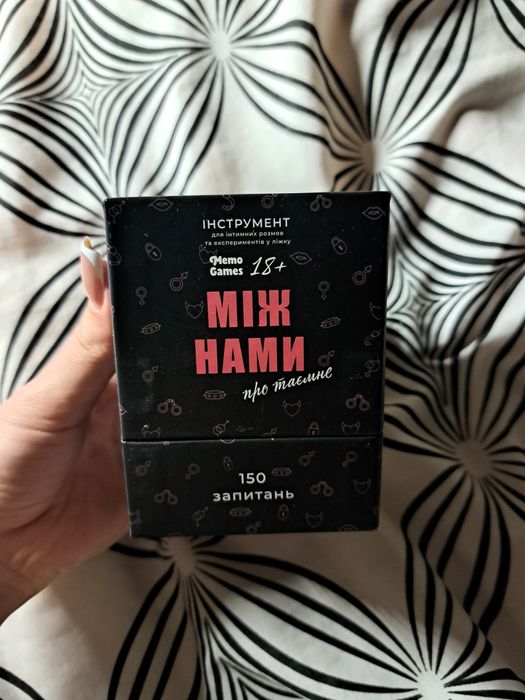 ІНСТРУМЕНТ
для інтимних розмов
та експериментів у ліжку
Memo
Games 18+
МІЖ
НАМИ
про таємне
150
запитань